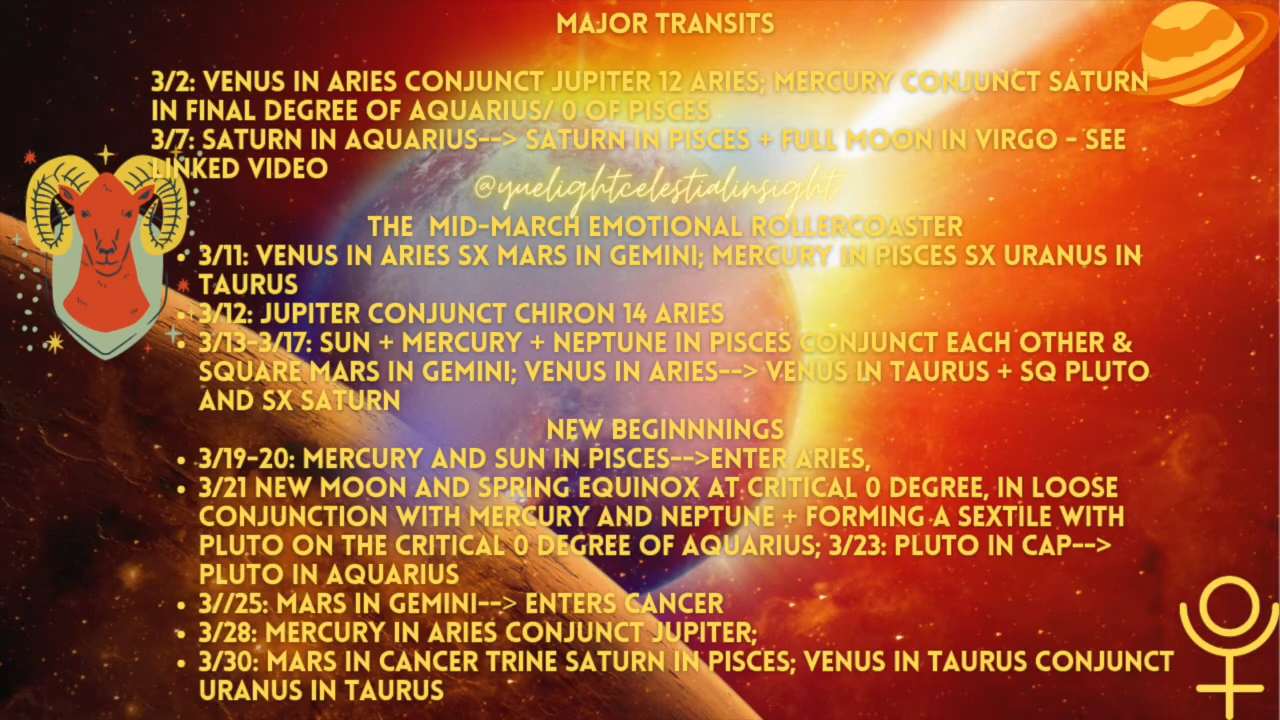 MAJOR TRANSITS
3/2: VENUS IN ARIES CONJUNCT JUPITER 12 ARIES; MERCURY CONJUNCT SATURN
IN FINAL DEGREE OF AQUARIUS/ 0 OF PISCES
3/7: SATURN IN AQUARIUS--> SATURN IN PISCES + FULL MOON IN VIRGO - SEE
LINKED VIDEO
@yuelightcelestialinsight
THE MID-MARCH EMOTIONAL ROLLERCOASTER
• 3/11: VENUS IN ARIES SX MARS IN GEMINI; MERCURY IN PISCES SX URANUS IN
TAURUS
• 3/12: JUPITER CONJUNCT CHIRON 14 ARIES
• 3/13-3/17: SUN + MERCURY + NEPTUNE IN PISCES CONJUNCT EACH OTHER &
SQUARE MARS IN GEMINI; VENUS IN ARIES--> VENUS IN TAURUS + SQ PLUTO
AND SX SATURN
NEW BEGINNNINGS
• 3/19-20: MERCURY AND SUN IN PISCES-->ENTER ARIES,
• 3/21 NEW MOON AND SPRING EQUINOX AT CRITICAL 0 DEGREE, IN LOOSE
CONJUNCTION WITH MERCURY AND NEPTUNE + FORMING A SEXTILE WITH
PLUTO ON THE CRITICAL 0 DEGREE OF AQUARIUS; 3/23: PLUTO IN CAP-->
PLUTO IN AQUARIUS
• 3//25: MARS IN GEMINI--> ENTERS CANCER
• 3/28: MERCURY IN ARIES CONJUNCT JUPITER;
• 3/30: MARS IN CANCER TRINE SATURN IN PISCES; VENUS IN TAURUS CONJUNCT
URANUS IN TAURUS